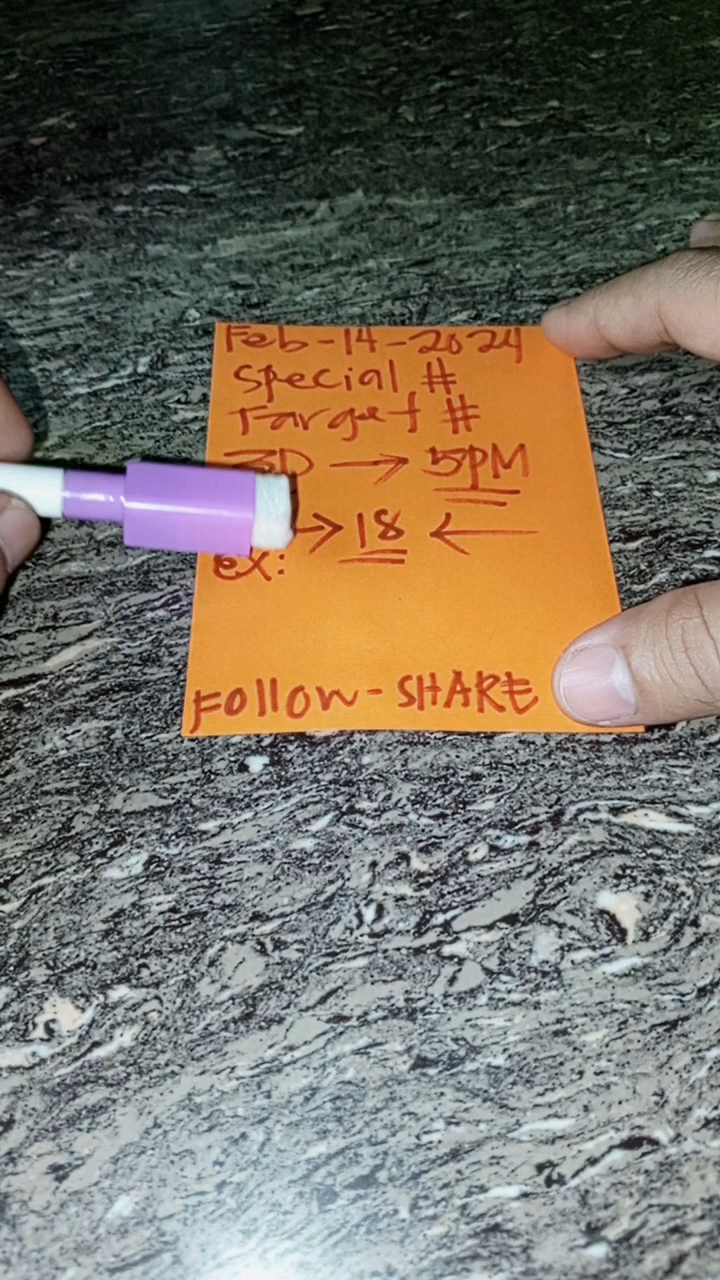 Feb-14-2024
Special #
Target #
3D → 5PM
→ 18 ←
ex:
Follow-SHARE